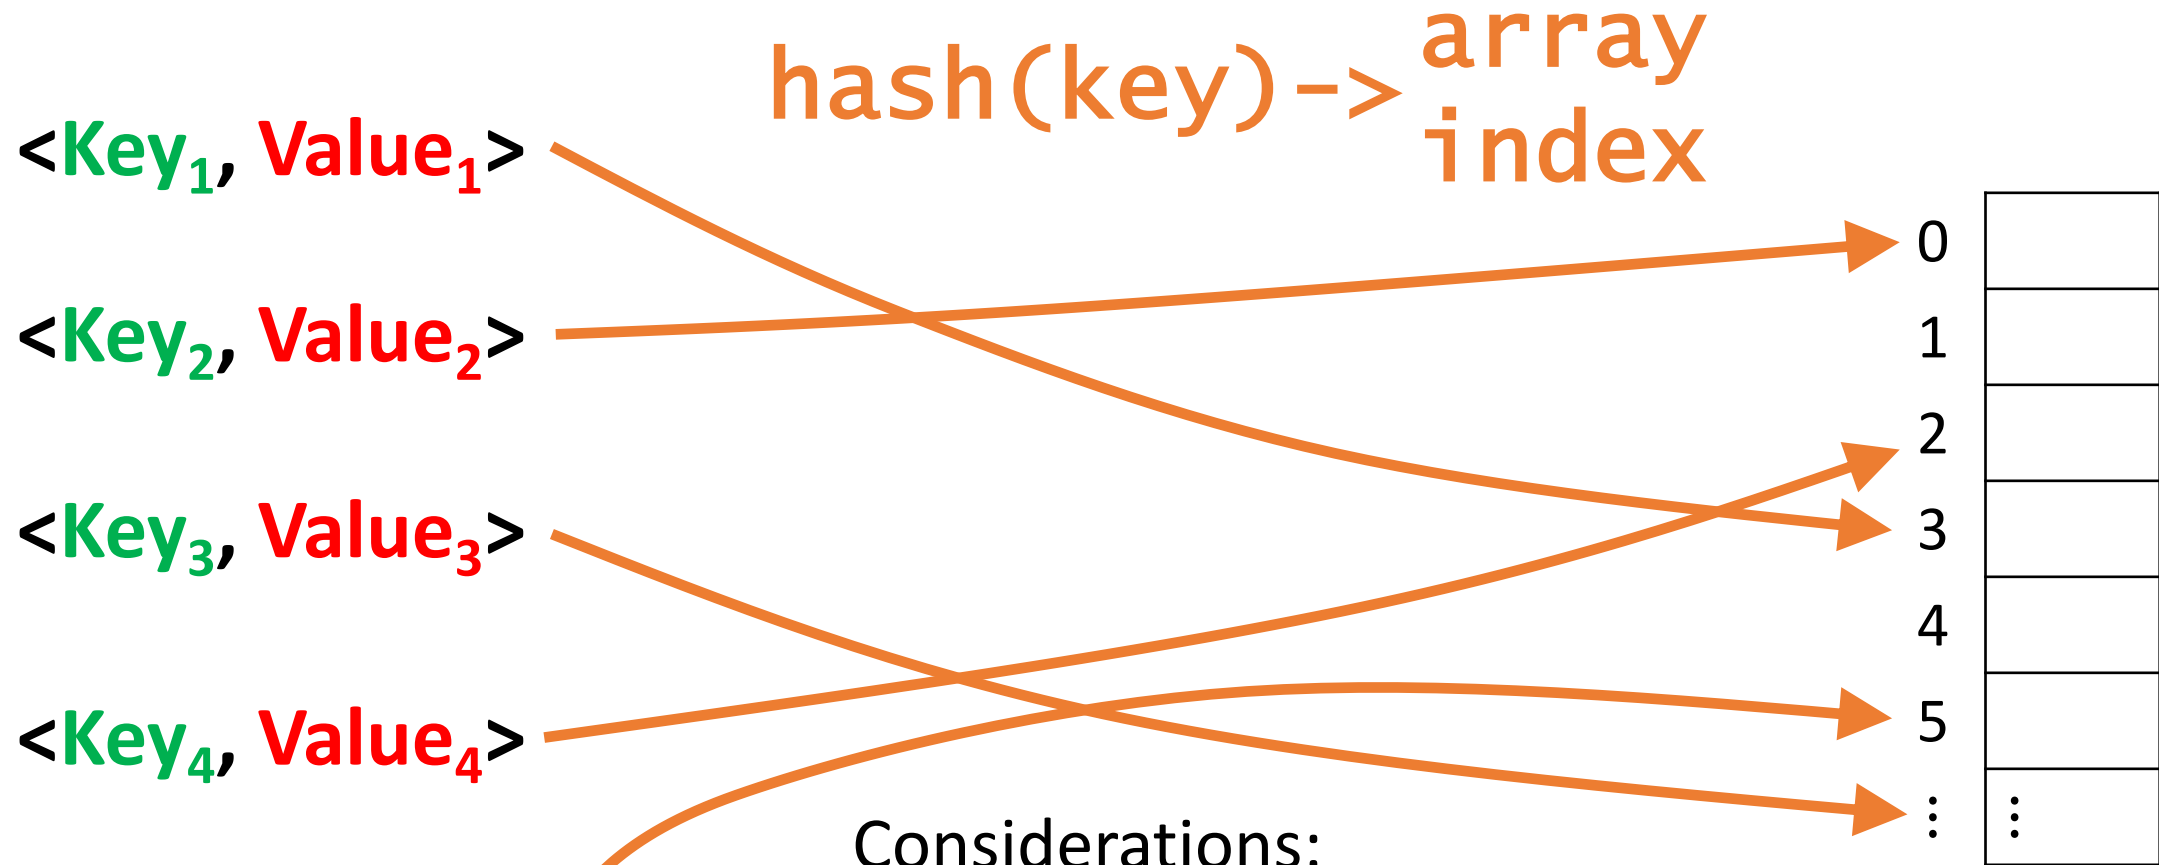 hash(key)->array
index
<Key₁, Value₁>
<Key₂, Value₂>
<Key₃, Value₃>
<Key₄, Value₄>
0
1
2
3
4
5
⋮ ⋮
Considerations: